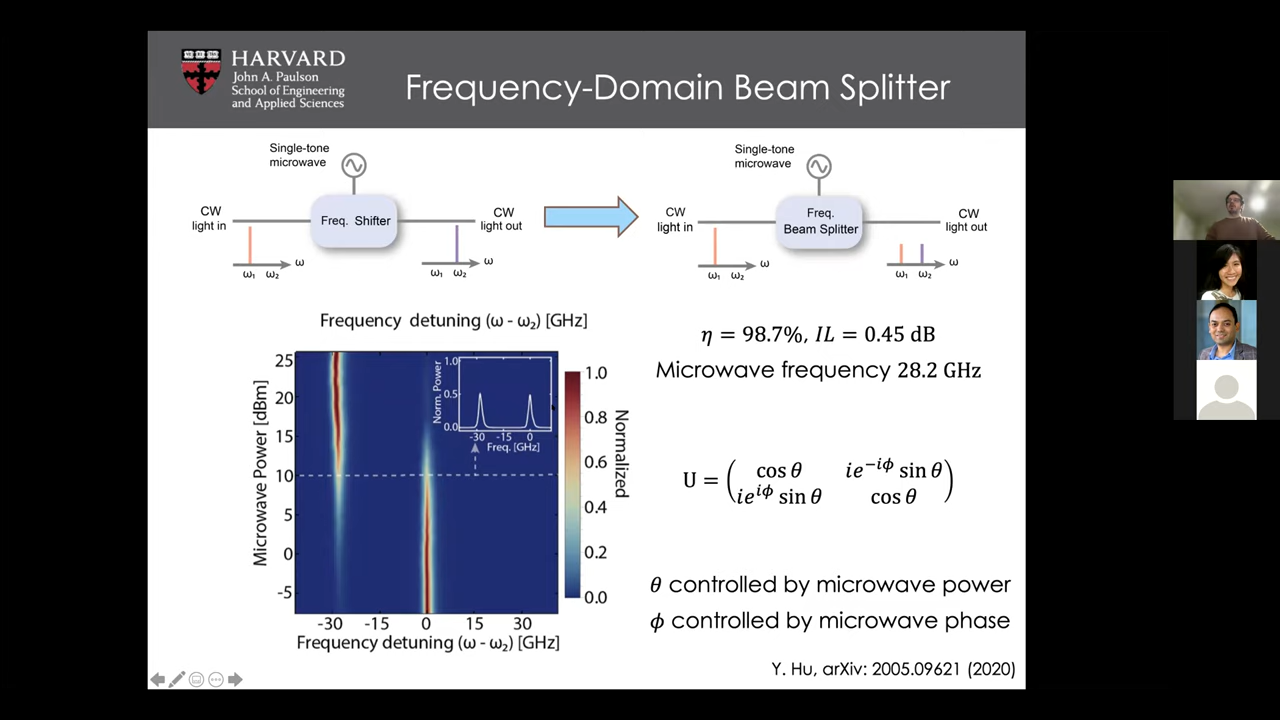 HARVARD
John A. Paulson
School of Engineering
and Applied Sciences
Frequency-Domain Beam Splitter
Single-tone
microwave
CW
light in
Freq. Shifter
CW
light out
ω
ω₁ ω₂
ω
ω₁ ω₂
Single-tone
microwave
CW
light in
Freq.
Beam Splitter
CW
light out
ω
ω₁ ω₂
ω
ω₁ ω₂
Frequency detuning (ω - ω₂) [GHz]
Microwave Power [dBm]
25
20
15
10
5
0
-5
-30 -15 0 15 30
Frequency detuning (ω - ω₂) [GHz]
Norm. Power
1.0
0.5
0.0
-30 -15 0
Freq. [GHz]
1.0
0.8
0.6
0.4
0.2
0.0
Normalized
η = 98.7%, IL = 0.45 dB
Microwave frequency 28.2 GHz
U = ( cos θ ie^{-iϕ} sin θ
ie^{iϕ} sin θ cos θ )
θ controlled by microwave power
ϕ controlled by microwave phase
Y. Hu, arXiv: 2005.09621 (2020)